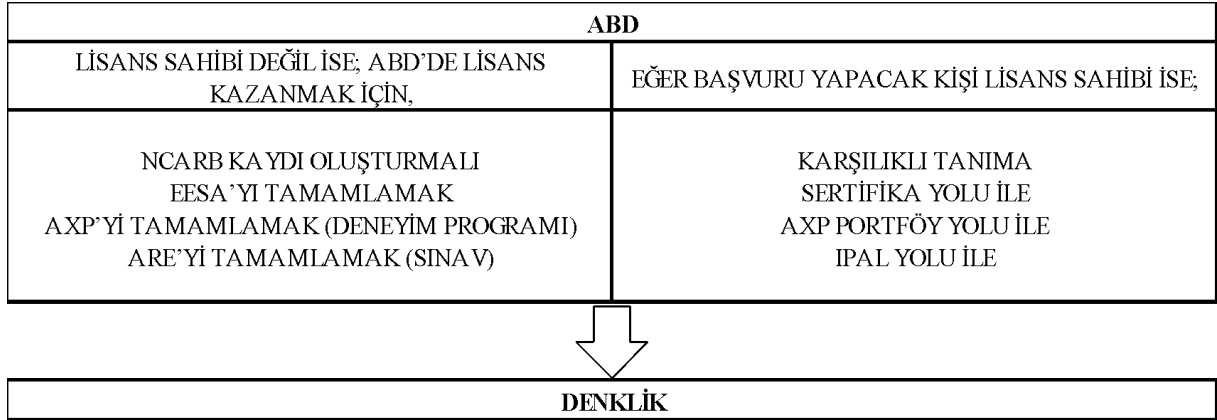 ABD
LİSANS SAHİBİ DEĞİL İSE; ABD’DE LİSANS
KAZANMAK İÇİN,
EĞER BAŞVURU YAPACAK KİŞİ LİSANS SAHİBİ İSE;
NCARB KAYDI OLUŞTURMALI
EESA’YI TAMAMLAMAK
AXP’Yİ TAMAMLAMAK (DENEYİM PROGRAMI)
ARE’Yİ TAMAMLAMAK (SINAV)
KARŞILIKLI TANIMA
SERTİFİKA YOLU İLE
AXP PORTFÖY YOLU İLE
IPAL YOLU İLE
DENKLİK